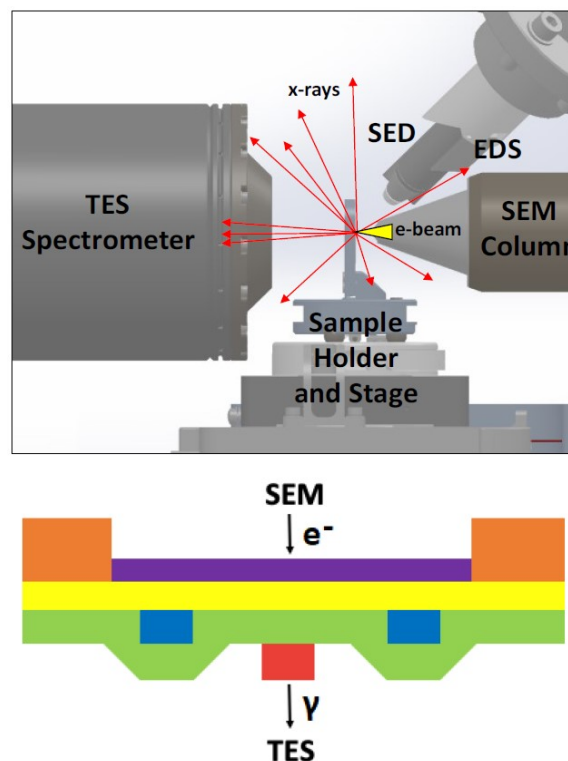 x-rays
SED
EDS
TES
Spectrometer
e-beam
SEM
Column
Sample
Holder
and Stage
SEM
e-
γ
TES